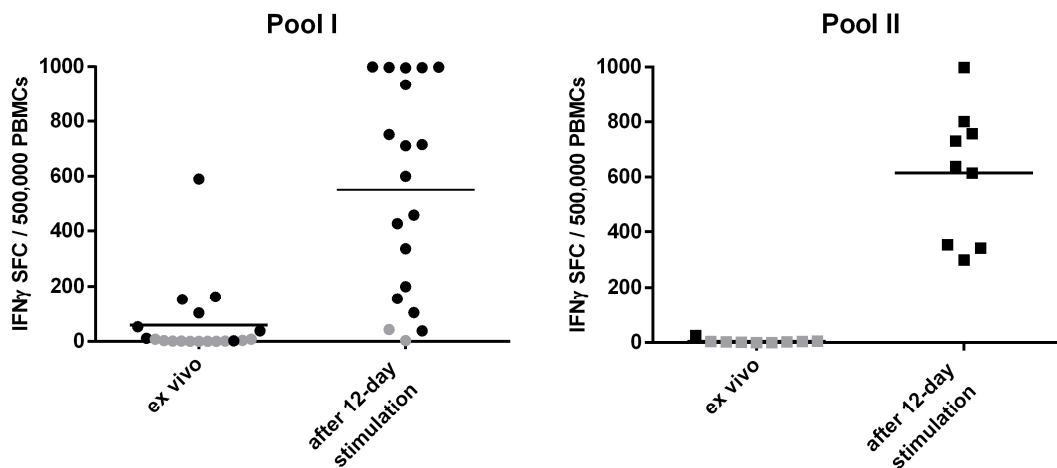 Pool I
IFNγ SFC / 500,000 PBMCs
1000
800
600
400
200
0
ex vivo
after 12-day
stimulation
Pool II
IFNγ SFC / 500,000 PBMCs
1000
800
600
400
200
0
ex vivo
after 12-day
stimulation